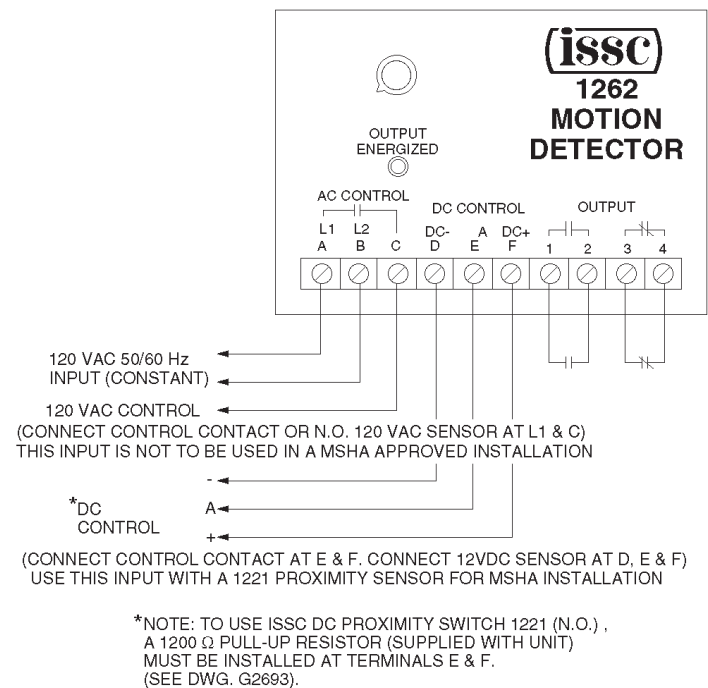 (issc)
1262
MOTION
DETECTOR
OUTPUT
ENERGIZED
AC CONTROL
DC CONTROL
OUTPUT
L1 L2 DC- A DC+
A B C D E F 1 2 3 4
120 VAC 50/60 Hz
INPUT (CONSTANT)
120 VAC CONTROL
(CONNECT CONTROL CONTACT OR N.O. 120 VAC SENSOR AT L1 & C)
THIS INPUT IS NOT TO BE USED IN A MSHA APPROVED INSTALLATION
-
*DC A
CONTROL
+
(CONNECT CONTROL CONTACT AT E & F. CONNECT 12VDC SENSOR AT D, E & F)
USE THIS INPUT WITH A 1221 PROXIMITY SENSOR FOR MSHA INSTALLATION
*NOTE: TO USE ISSC DC PROXIMITY SWITCH 1221 (N.O.) ,
A 1200 Ω PULL-UP RESISTOR (SUPPLIED WITH UNIT)
MUST BE INSTALLED AT TERMINALS E & F.
(SEE DWG. G2693).